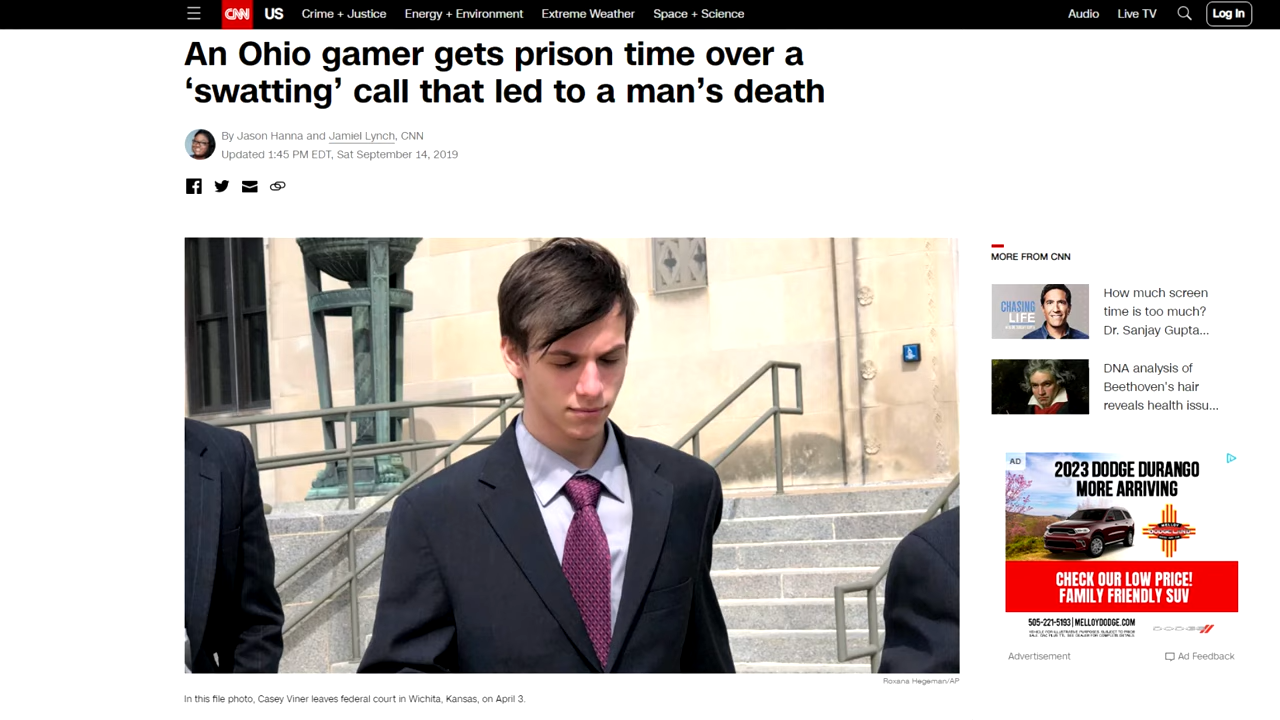 CNN US Crime + Justice Energy + Environment Extreme Weather Space + Science Audio Live TV Log In
An Ohio gamer gets prison time over a
‘swatting’ call that led to a man’s death
By Jason Hanna and Jamiel Lynch, CNN
Updated 1:45 PM EDT, Sat September 14, 2019
MORE FROM CNN
CHASING
LIFE
How much screen
time is too much?
Dr. Sanjay Gupta...
DNA analysis of
Beethoven’s hair
reveals health issu...
AD
2023 DODGE DURANGO
MORE ARRIVING
MELLOY
DODGELAND
CHECK OUR LOW PRICE!
FAMILY FRIENDLY SUV
505-221-5193 | MELLOYDODGE.COM
DODGE
Advertisement Ad Feedback
Roxana Hegeman/AP
In this file photo, Casey Viner leaves federal court in Wichita, Kansas, on April 3.